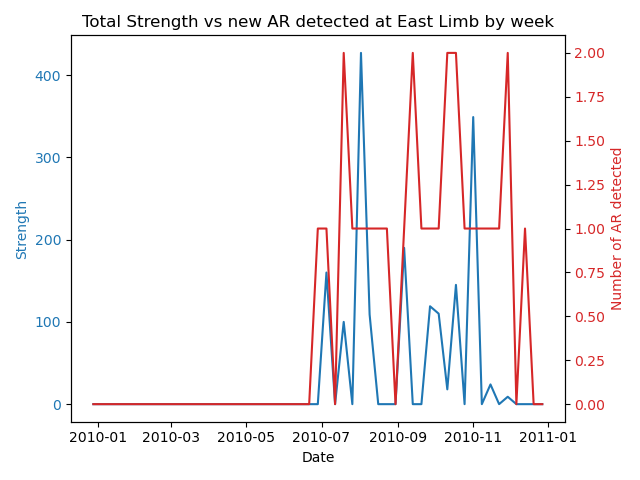 Total Strength vs new AR detected at East Limb by week
400
300
200
100
0
Strength
2.00
1.75
1.50
1.25
1.00
0.75
0.50
0.25
0.00
Number of AR detected
2010-01 2010-03 2010-05 2010-07 2010-09 2010-11 2011-01
Date